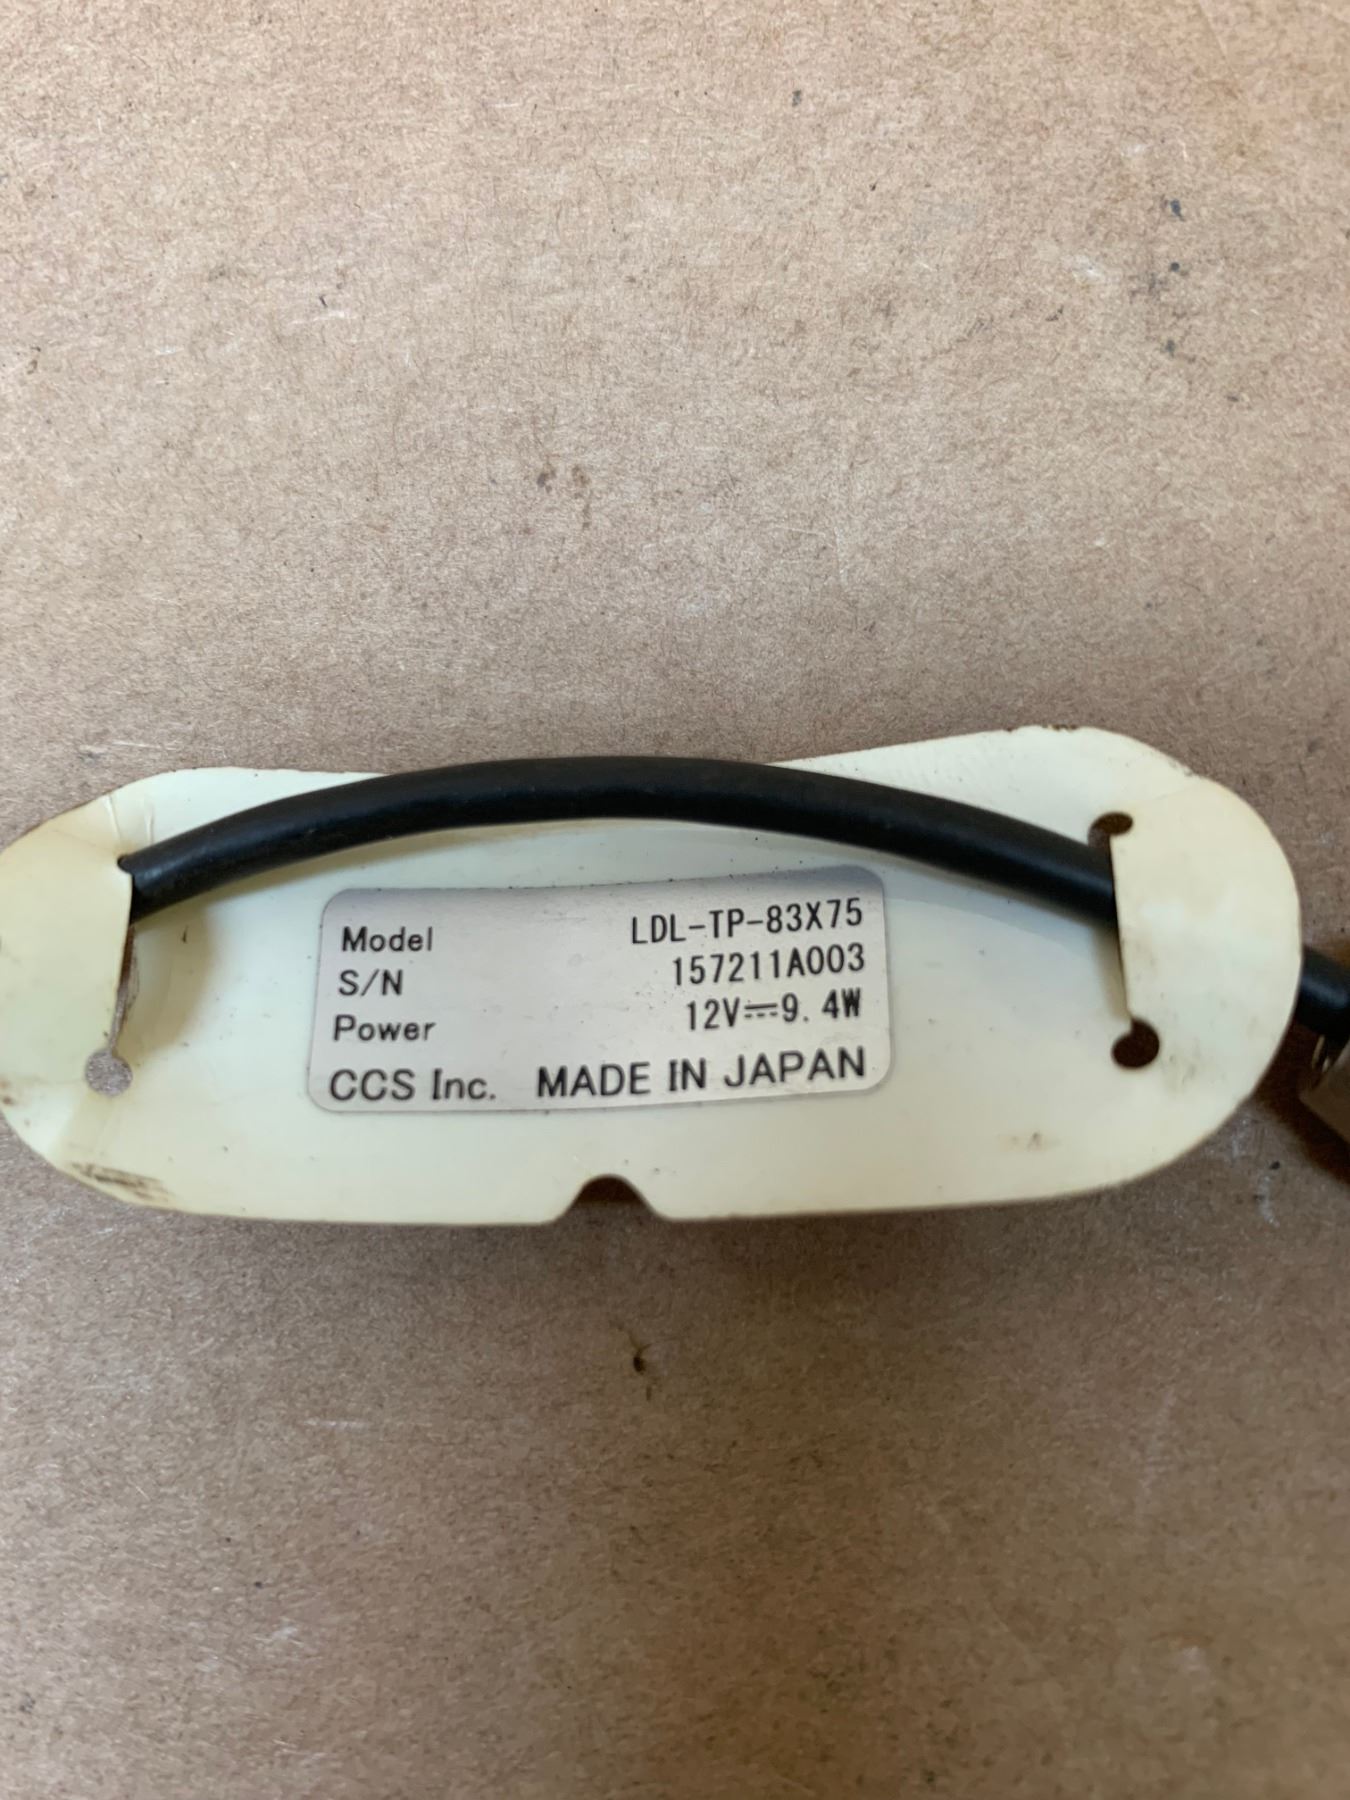 Model LDL-TP-83X75
S/N 157211A003
Power 12V⎓9.4W
CCS Inc. MADE IN JAPAN